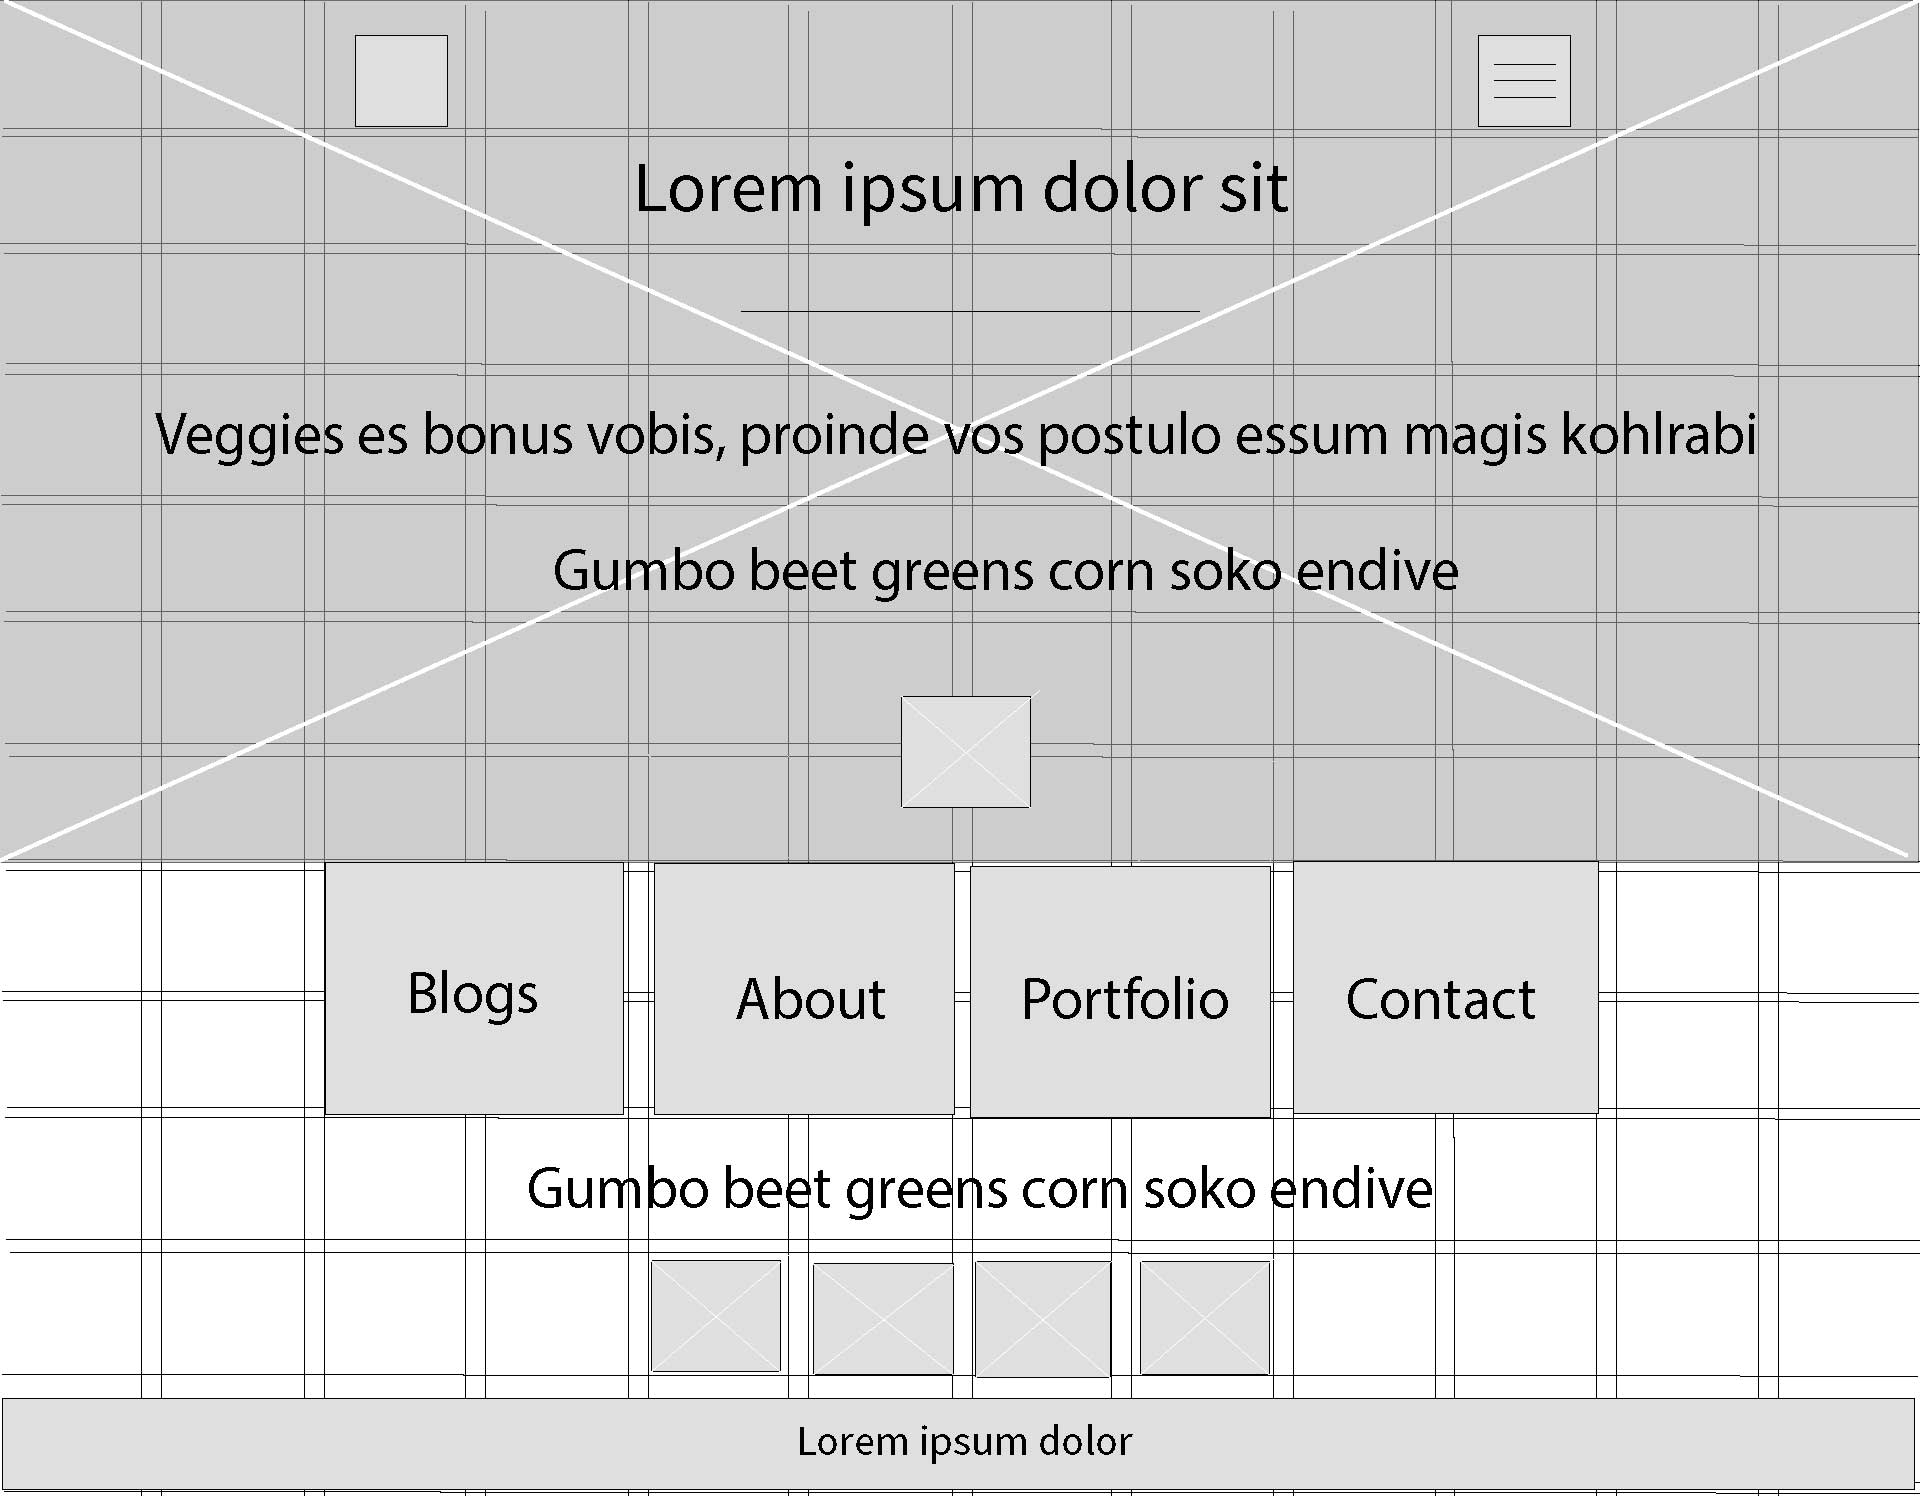 Lorem ipsum dolor sit
Veggies es bonus vobis, proinde vos postulo essum magis kohlrabi
Gumbo beet greens corn soko endive
Blogs
About
Portfolio
Contact
Gumbo beet greens corn soko endive
Lorem ipsum dolor